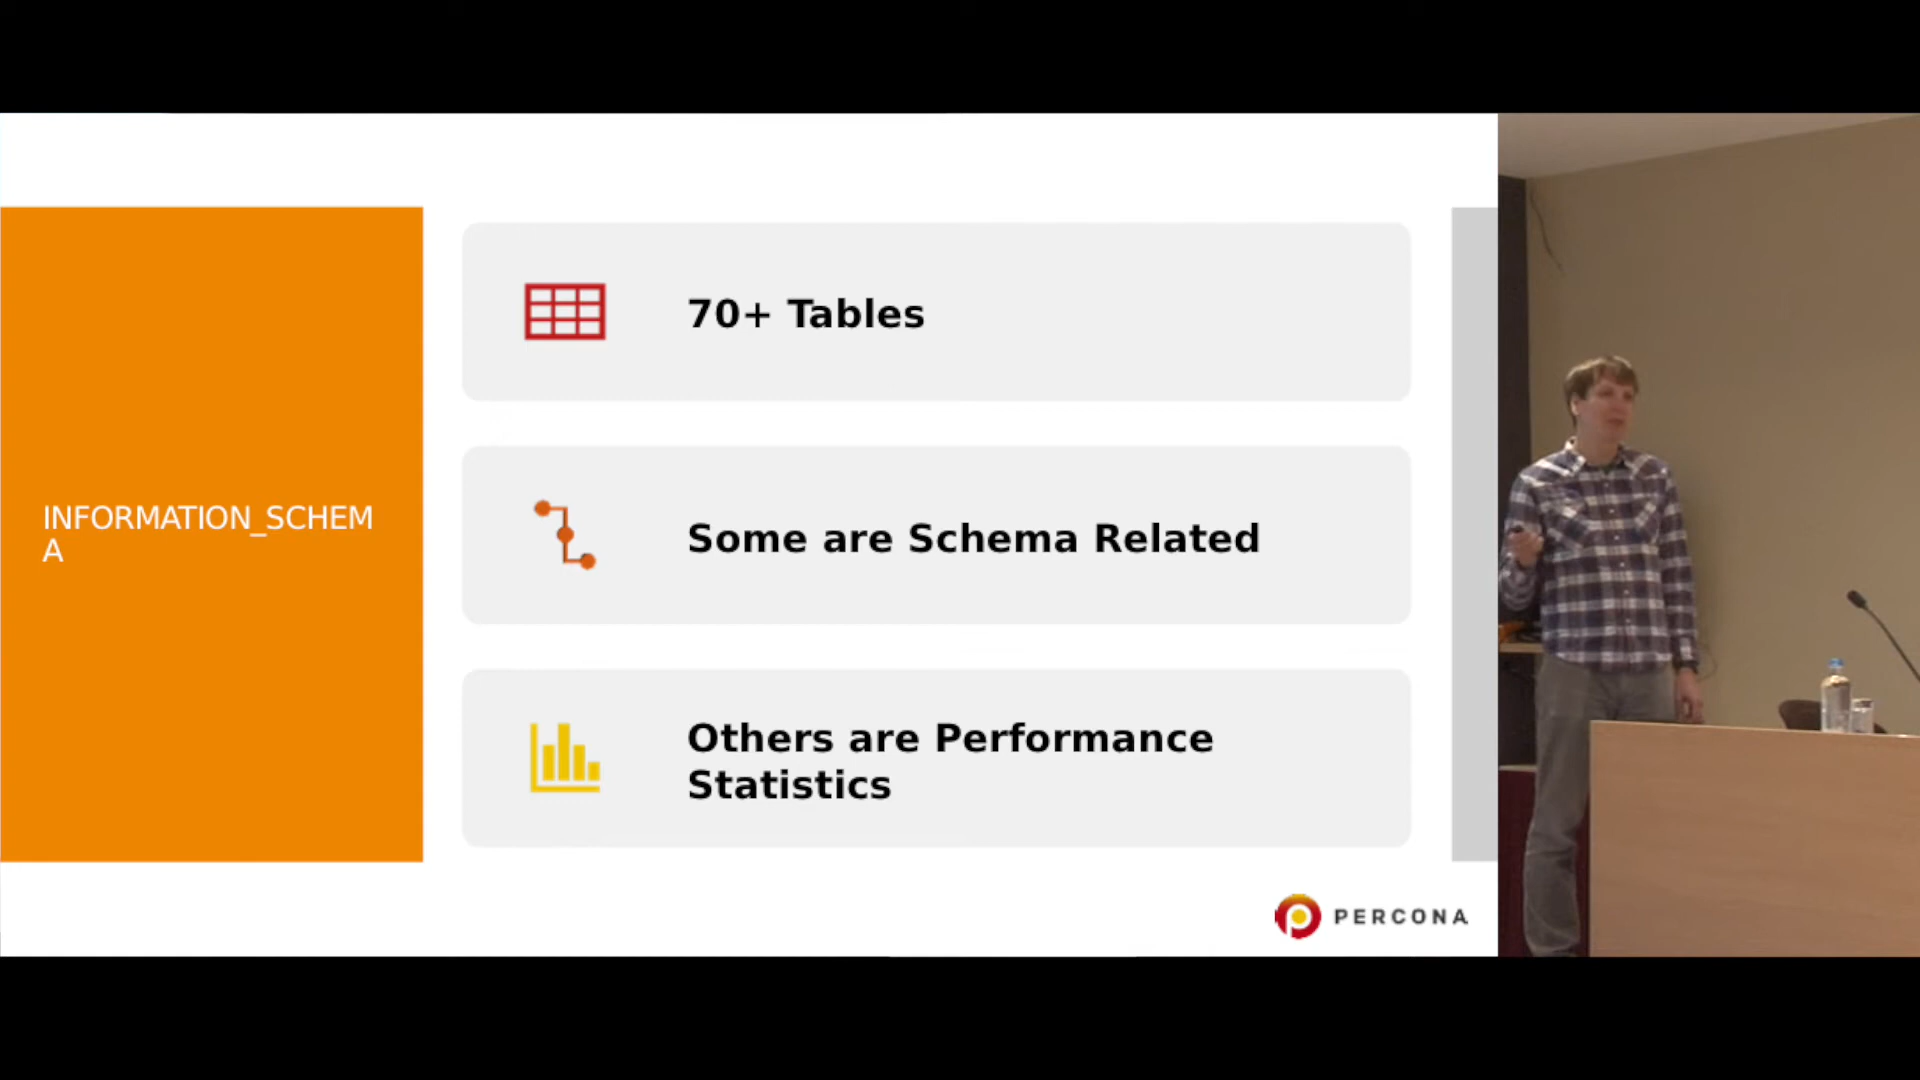 INFORMATION_SCHEM
A
70+ Tables
Some are Schema Related
Others are Performance
Statistics
PERCONA